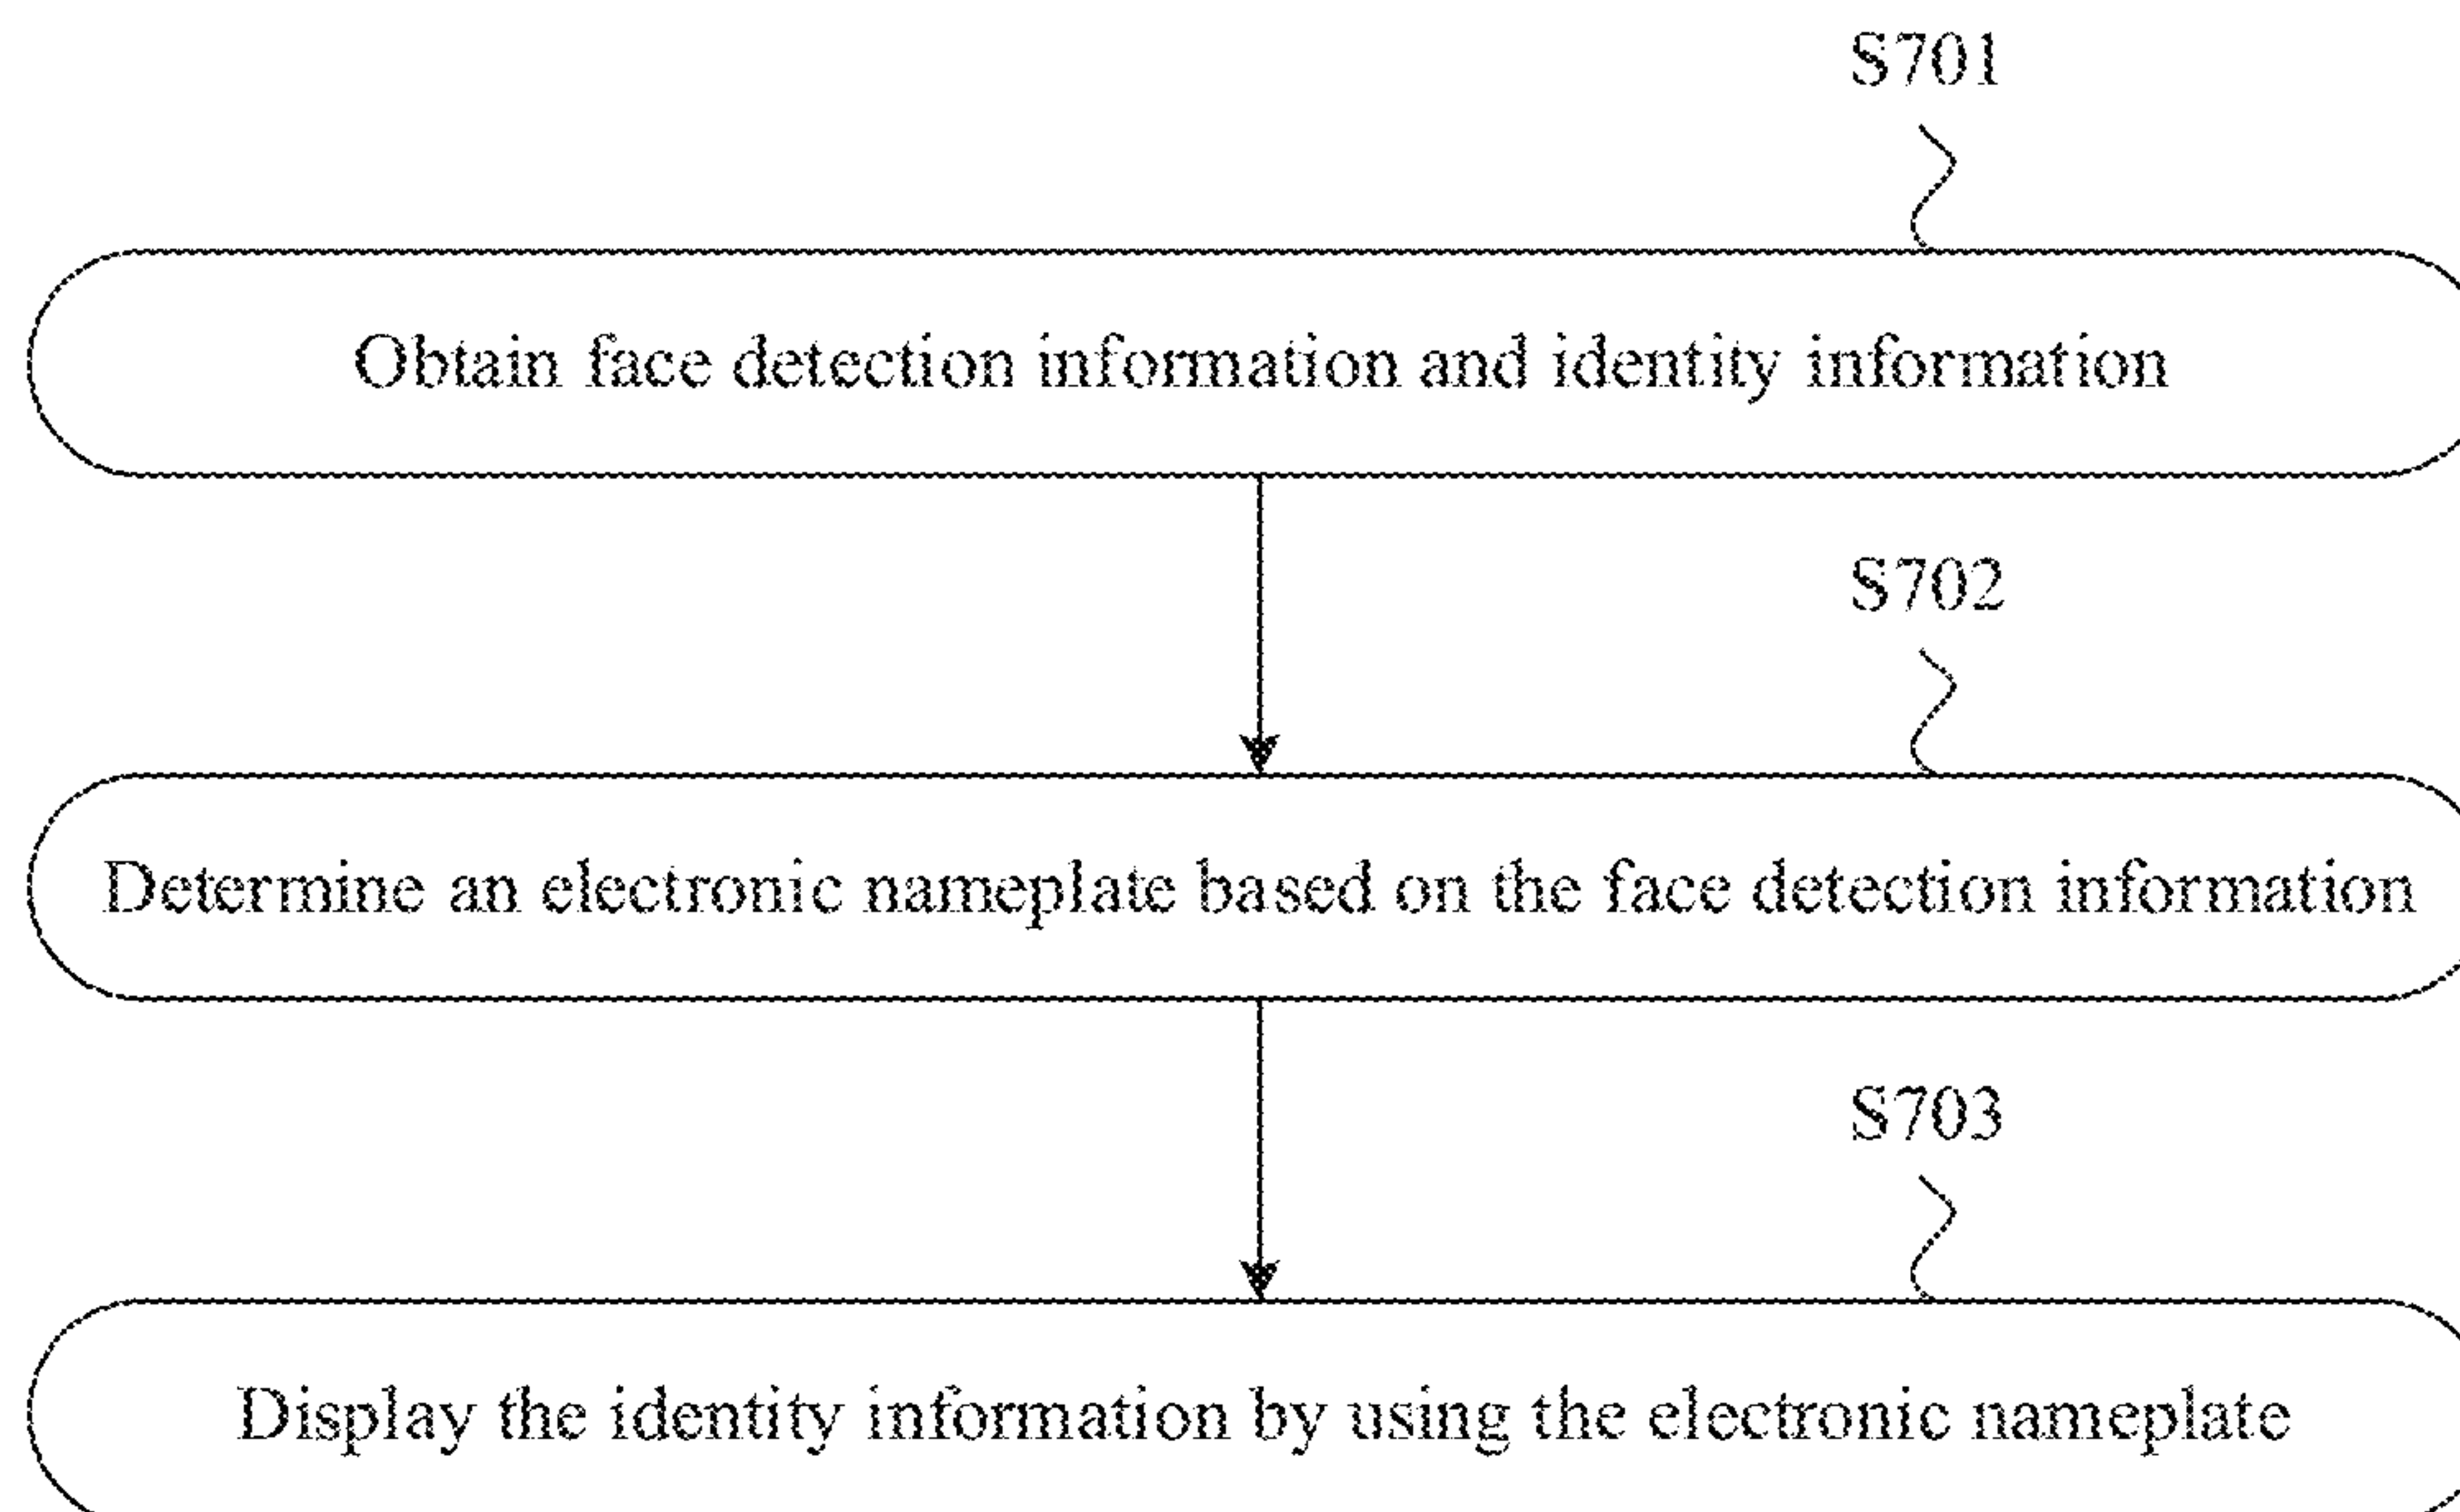 S701
Obtain face detection information and identity information
S702
Determine an electronic nameplate based on the face detection information
S703
Display the identity information by using the electronic nameplate